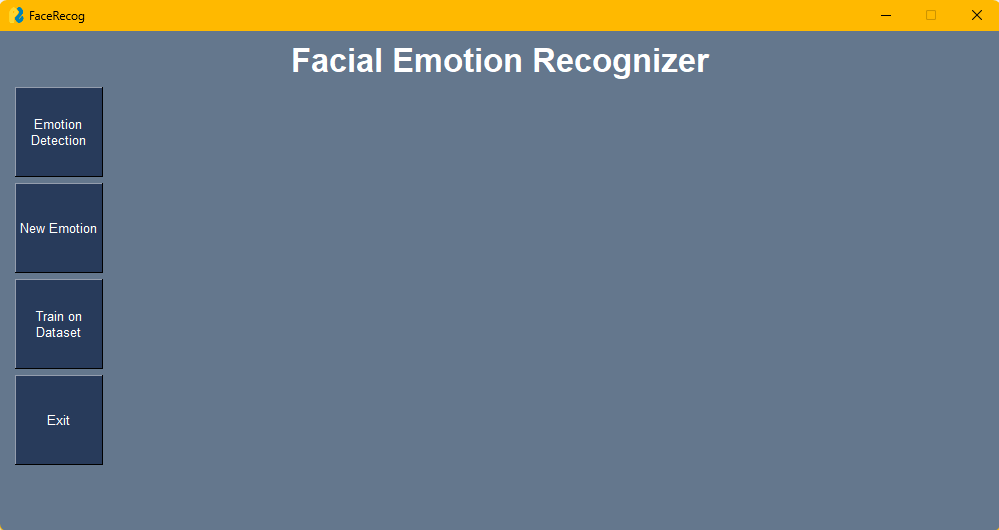 FaceRecog
Facial Emotion Recognizer
Emotion
Detection
New Emotion
Train on
Dataset
Exit